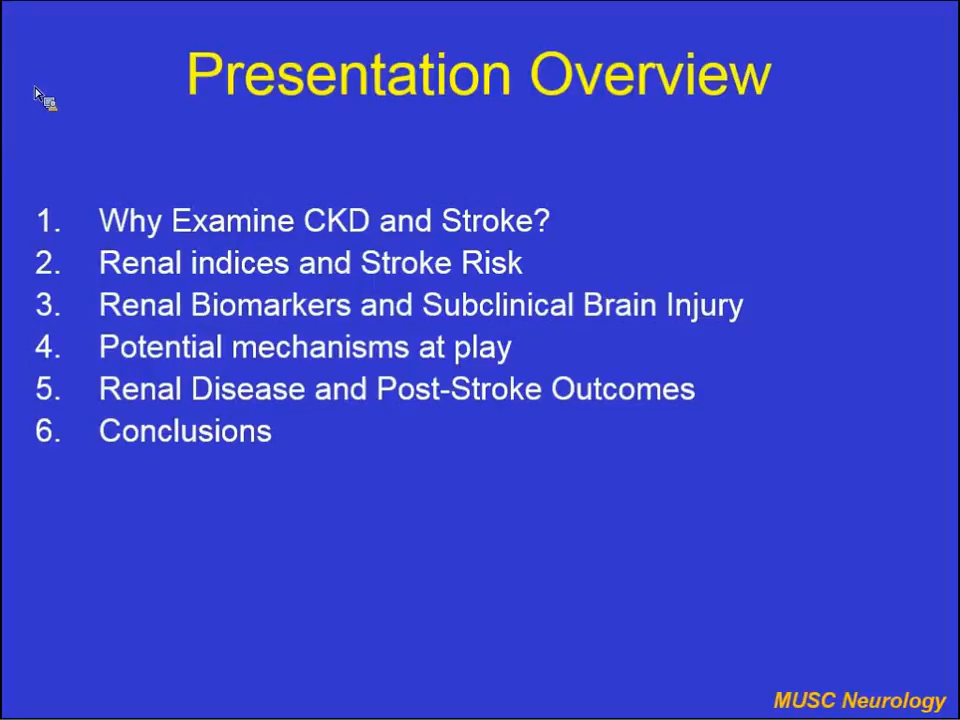 Presentation Overview
1. Why Examine CKD and Stroke?
2. Renal indices and Stroke Risk
3. Renal Biomarkers and Subclinical Brain Injury
4. Potential mechanisms at play
5. Renal Disease and Post-Stroke Outcomes
6. Conclusions
MUSC Neurology